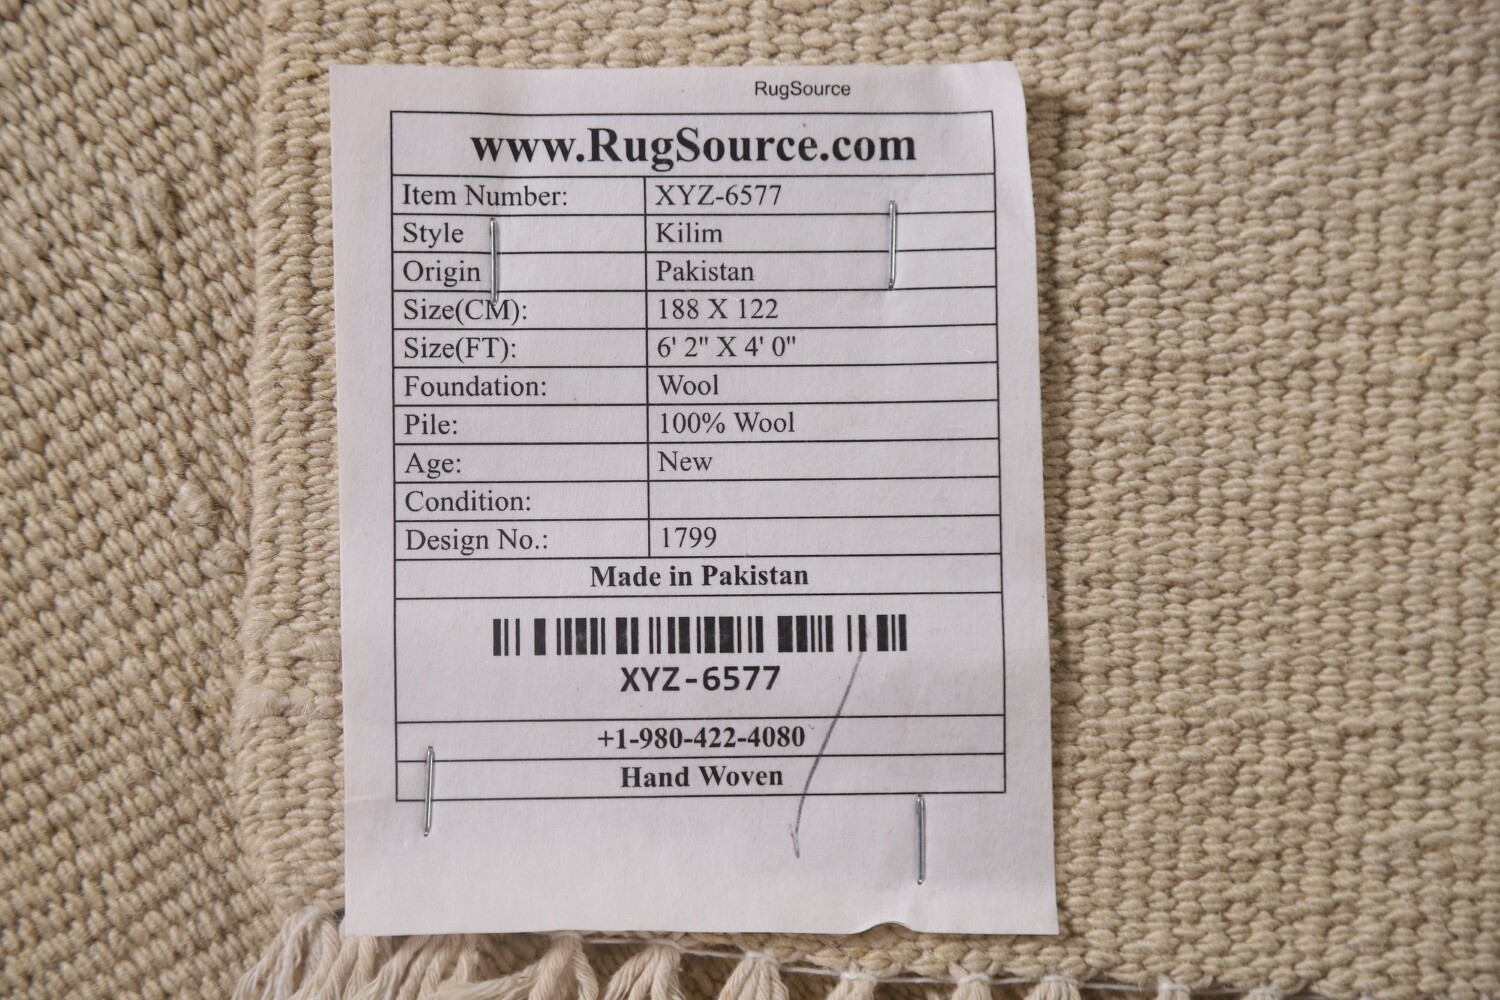 RugSource
www.RugSource.com
Item Number: XYZ-6577
Style Kilim
Origin Pakistan
Size(CM): 188 X 122
Size(FT): 6' 2" X 4' 0"
Foundation: Wool
Pile: 100% Wool
Age: New
Condition:
Design No.: 1799
Made in Pakistan
XYZ-6577
+1-980-422-4080
Hand Woven